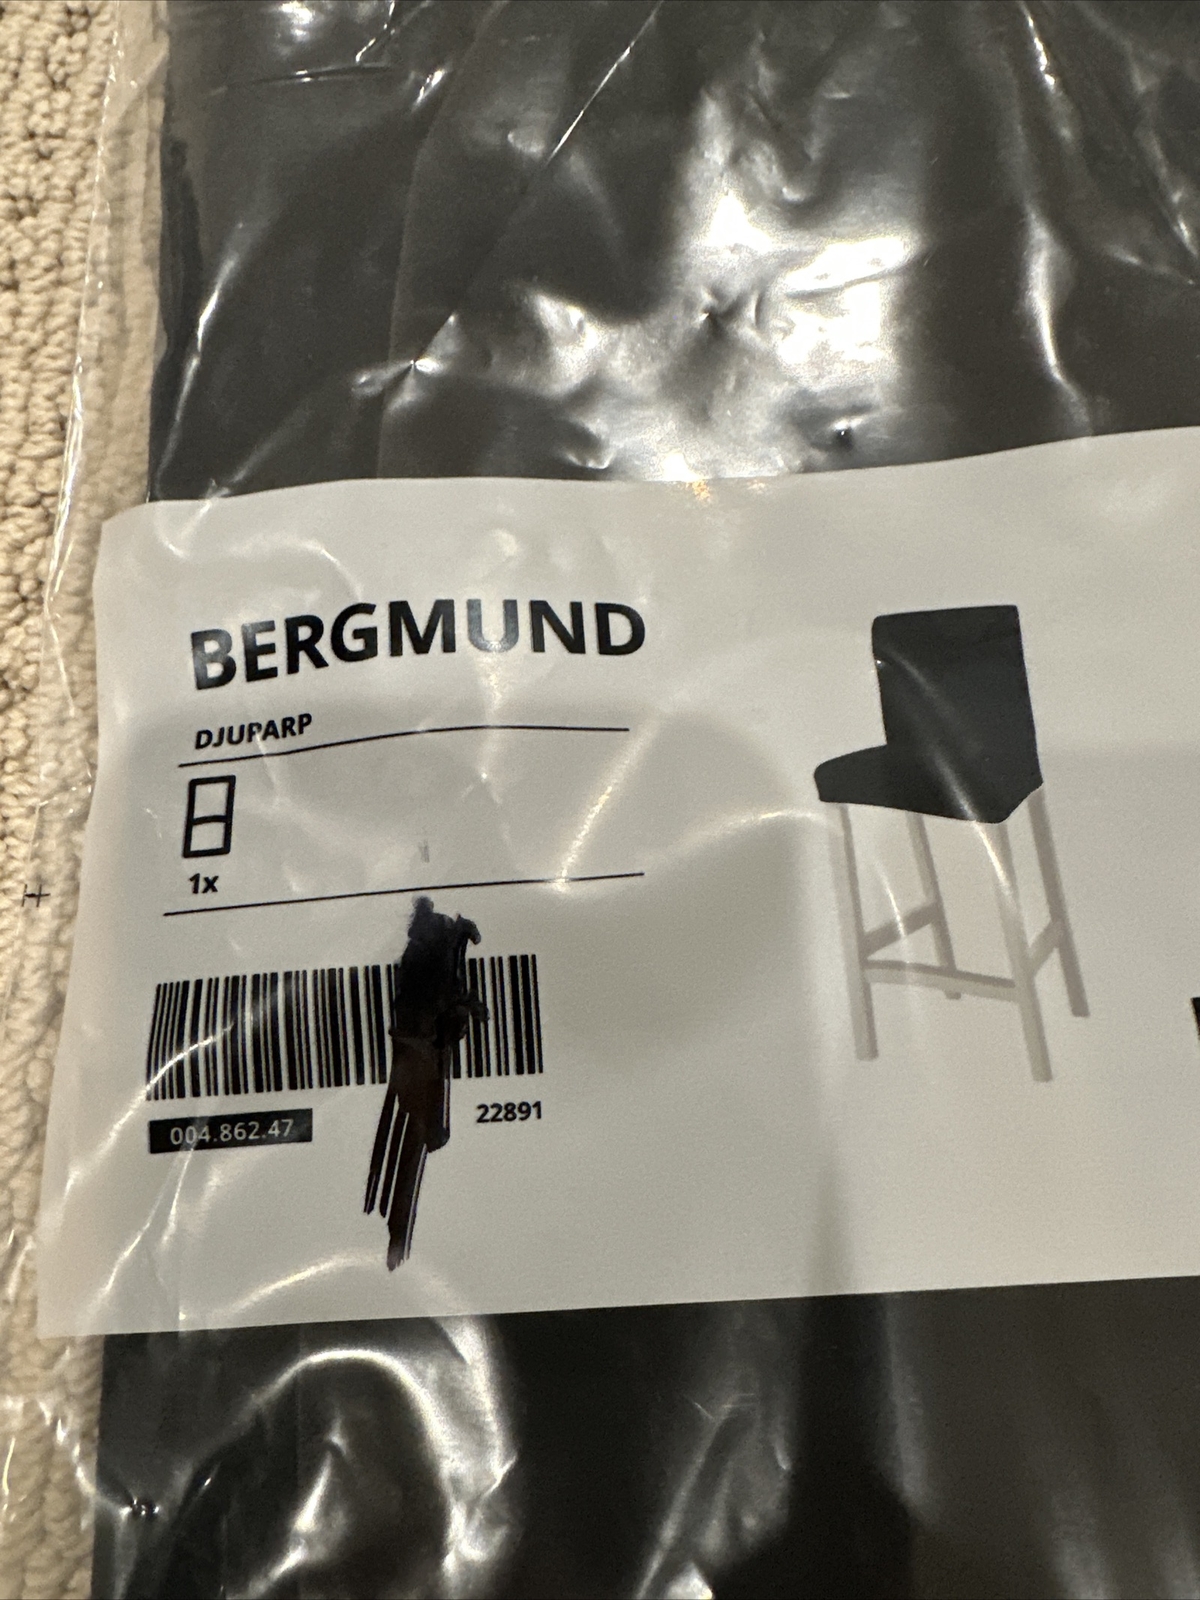 BERGMUND
DJUPARP
1x
004.862.47
22891